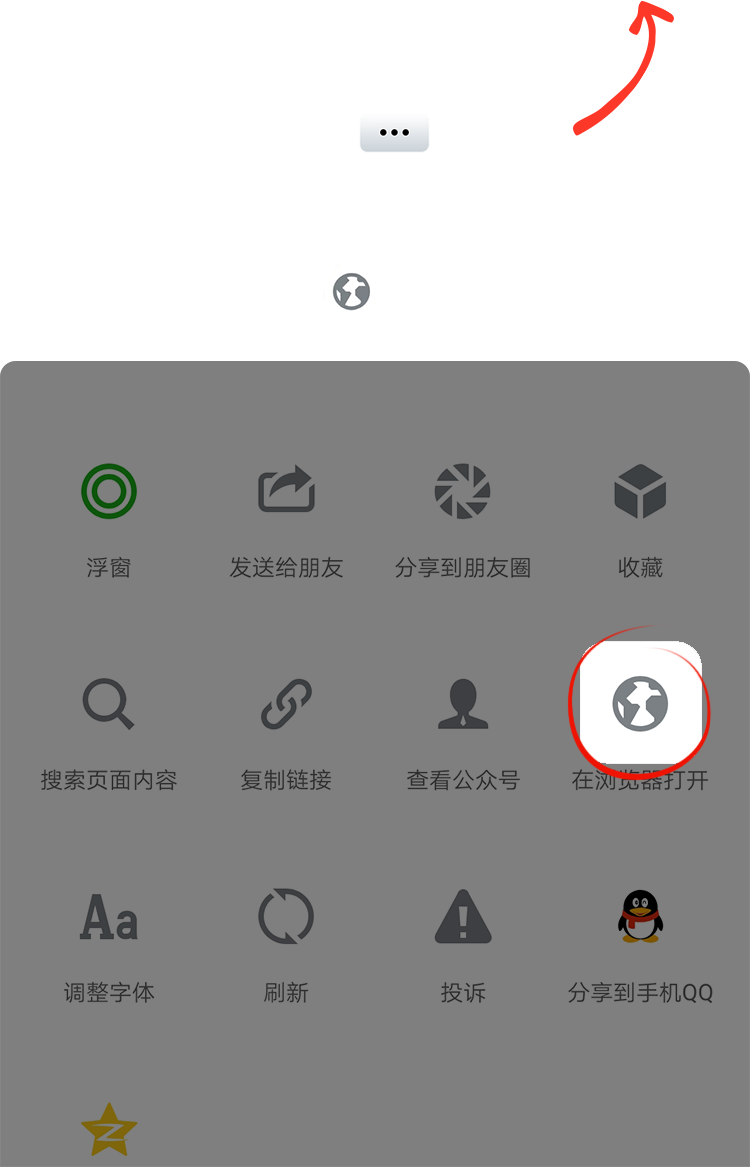 浮窗
发送给朋友
分享到朋友圈
收藏
搜索页面内容
复制链接
查看公众号
在浏览器打开
Aa
调整字体
刷新
投诉
分享到手机QQ